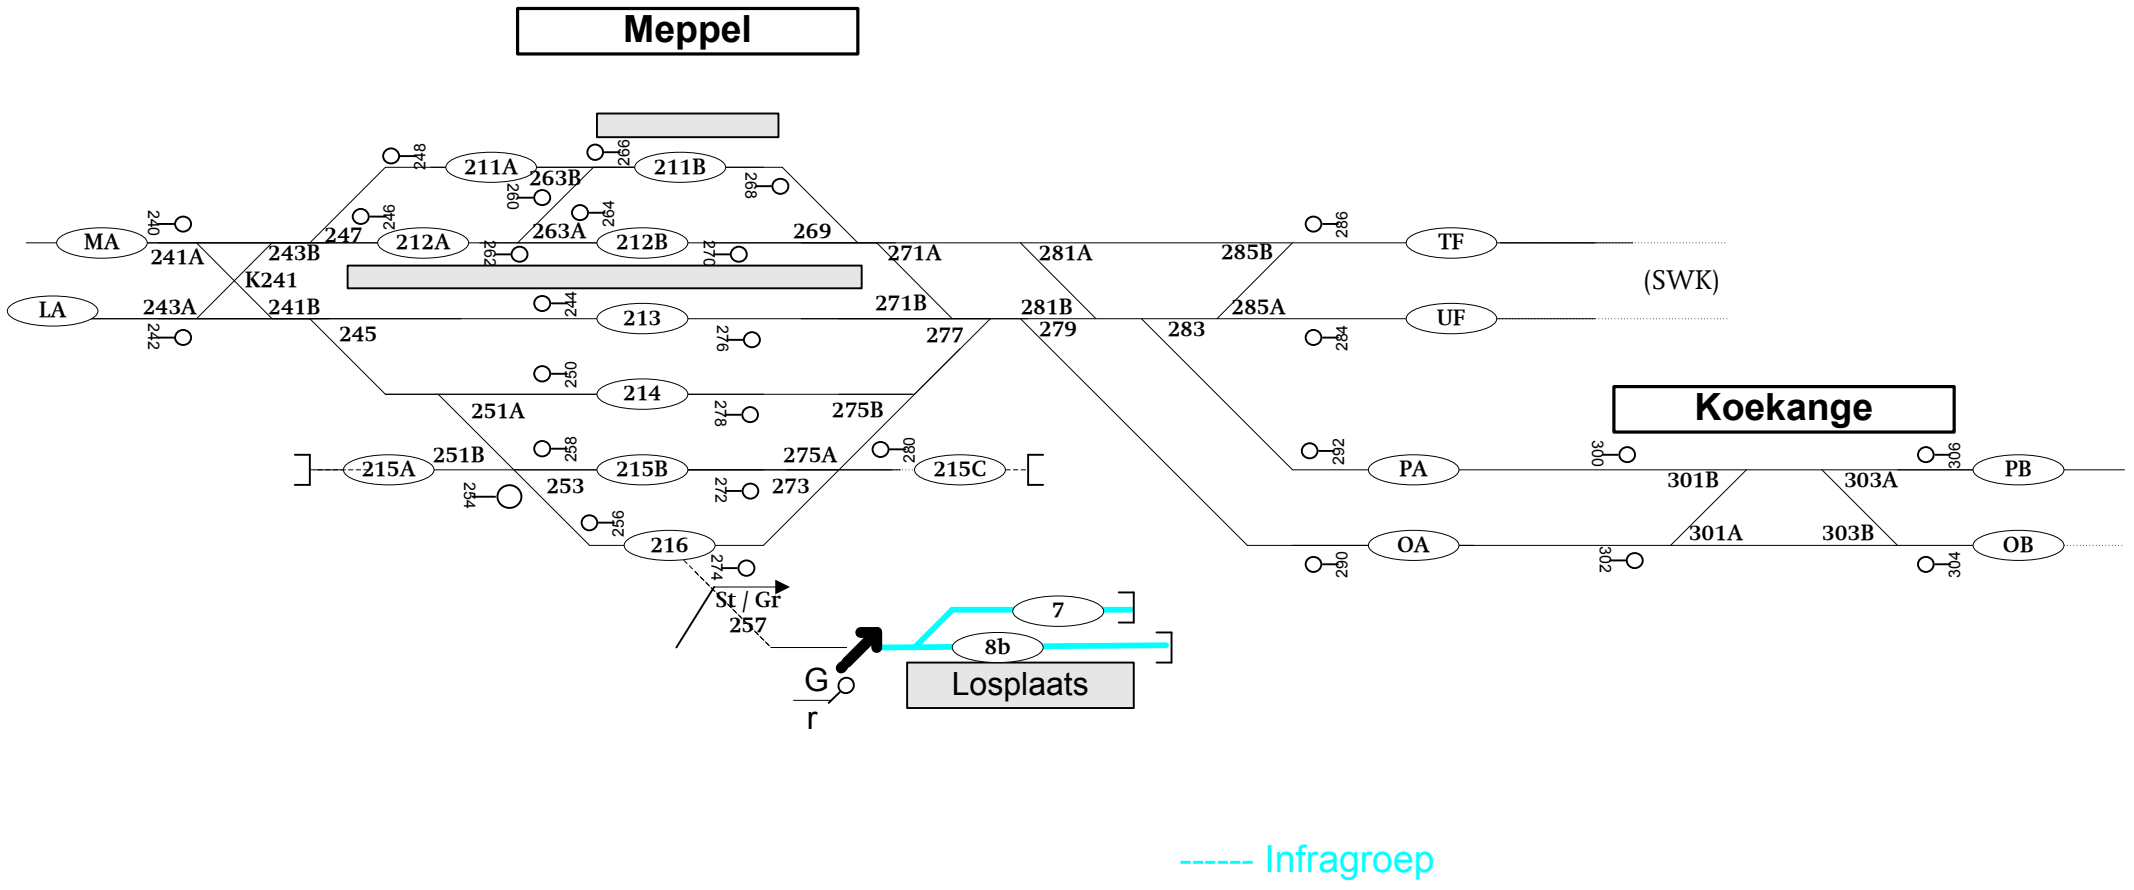 Meppel
248
211A
263B
266
211B
268
260
240
MA
241A
243B
247
246
212A
262
264
263A
212B
270
269
271A
281A
285B
286
TF
K241
(SWK)
LA
243A
242
241B
245
244
213
276
271B
277
281B
279
283
285A
284
UF
250
214
278
251A
275B
Koekange
215A
251B
254
253
258
215B
272
275A
273
280
215C
292
PA
300
301B
303A
306
PB
256
216
274
290
OA
302
301A
303B
304
OB
St / Gr
257
7
8b
G
r
Losplaats
------ Infragroep